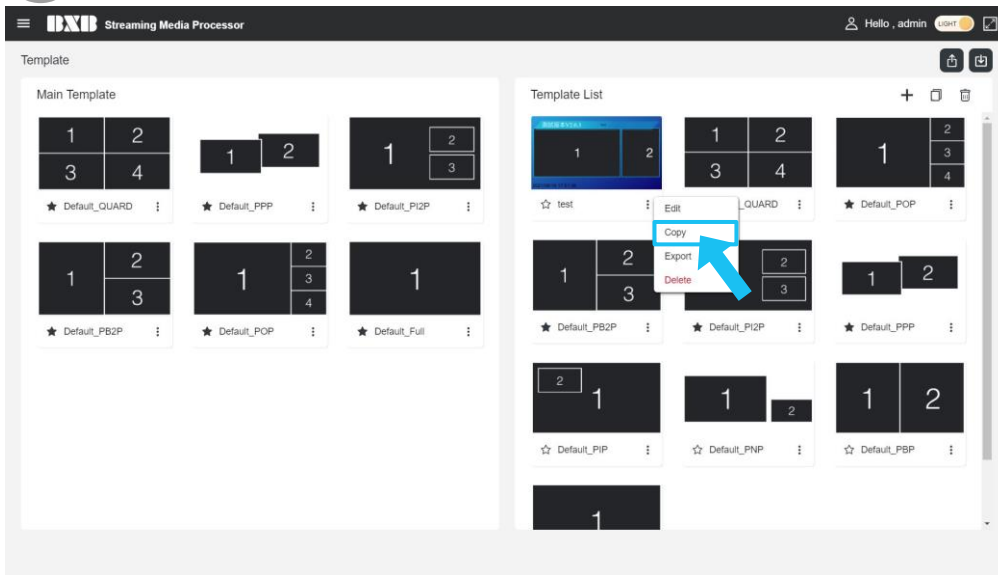 BXB Streaming Media Processor
Hello , admin
LIGHT
Template
Main Template
1 2 3 4
1 2
1 2 3
Default_QUARD
Default_PPP
Default_PI2P
1 2 3
1 2 3 4
1
Default_PB2P
Default_POP
Default_Full
Template List
1 2
1 2 3 4
1 2 3 4
test
_QUARD
Default_POP
Edit
Copy
Export
Delete
1 2 3
2 3
1 2
Default_PB2P
Default_PI2P
Default_PPP
2 1
1 2
1 2
Default_PIP
Default_PNP
Default_PBP
1